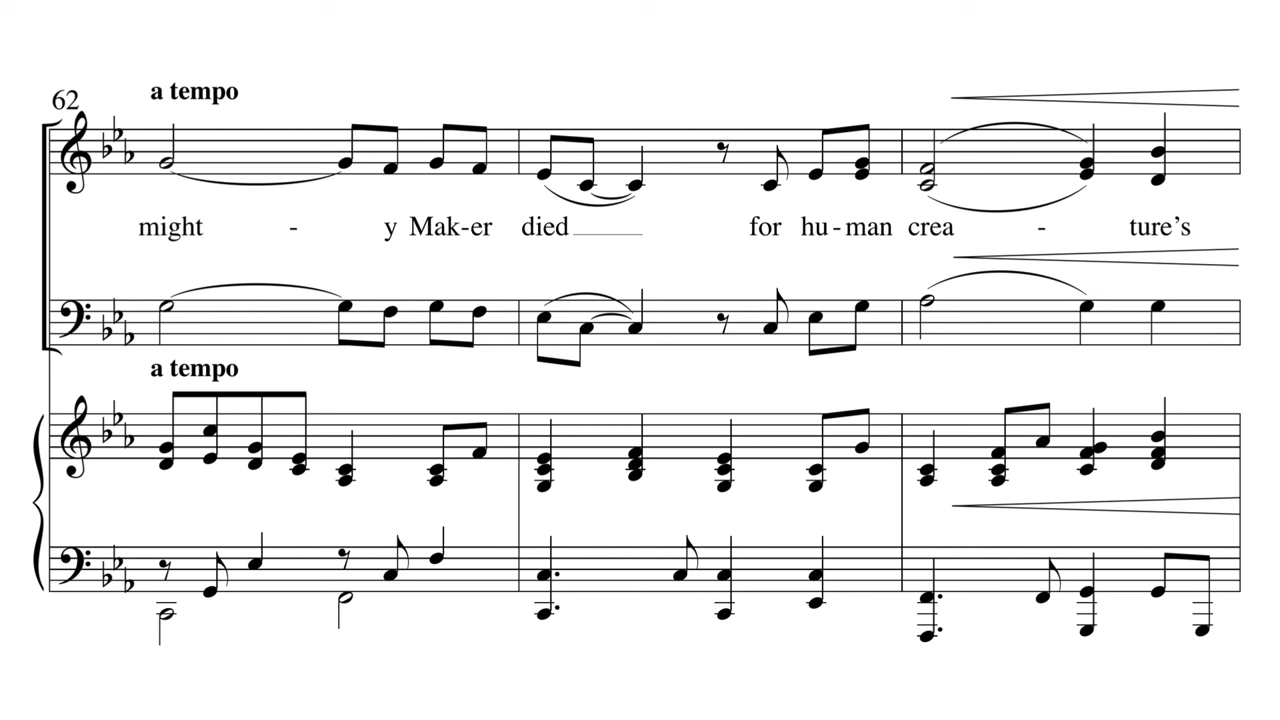 62
a tempo
might - y Mak-er died for hu-man crea - ture’s
a tempo